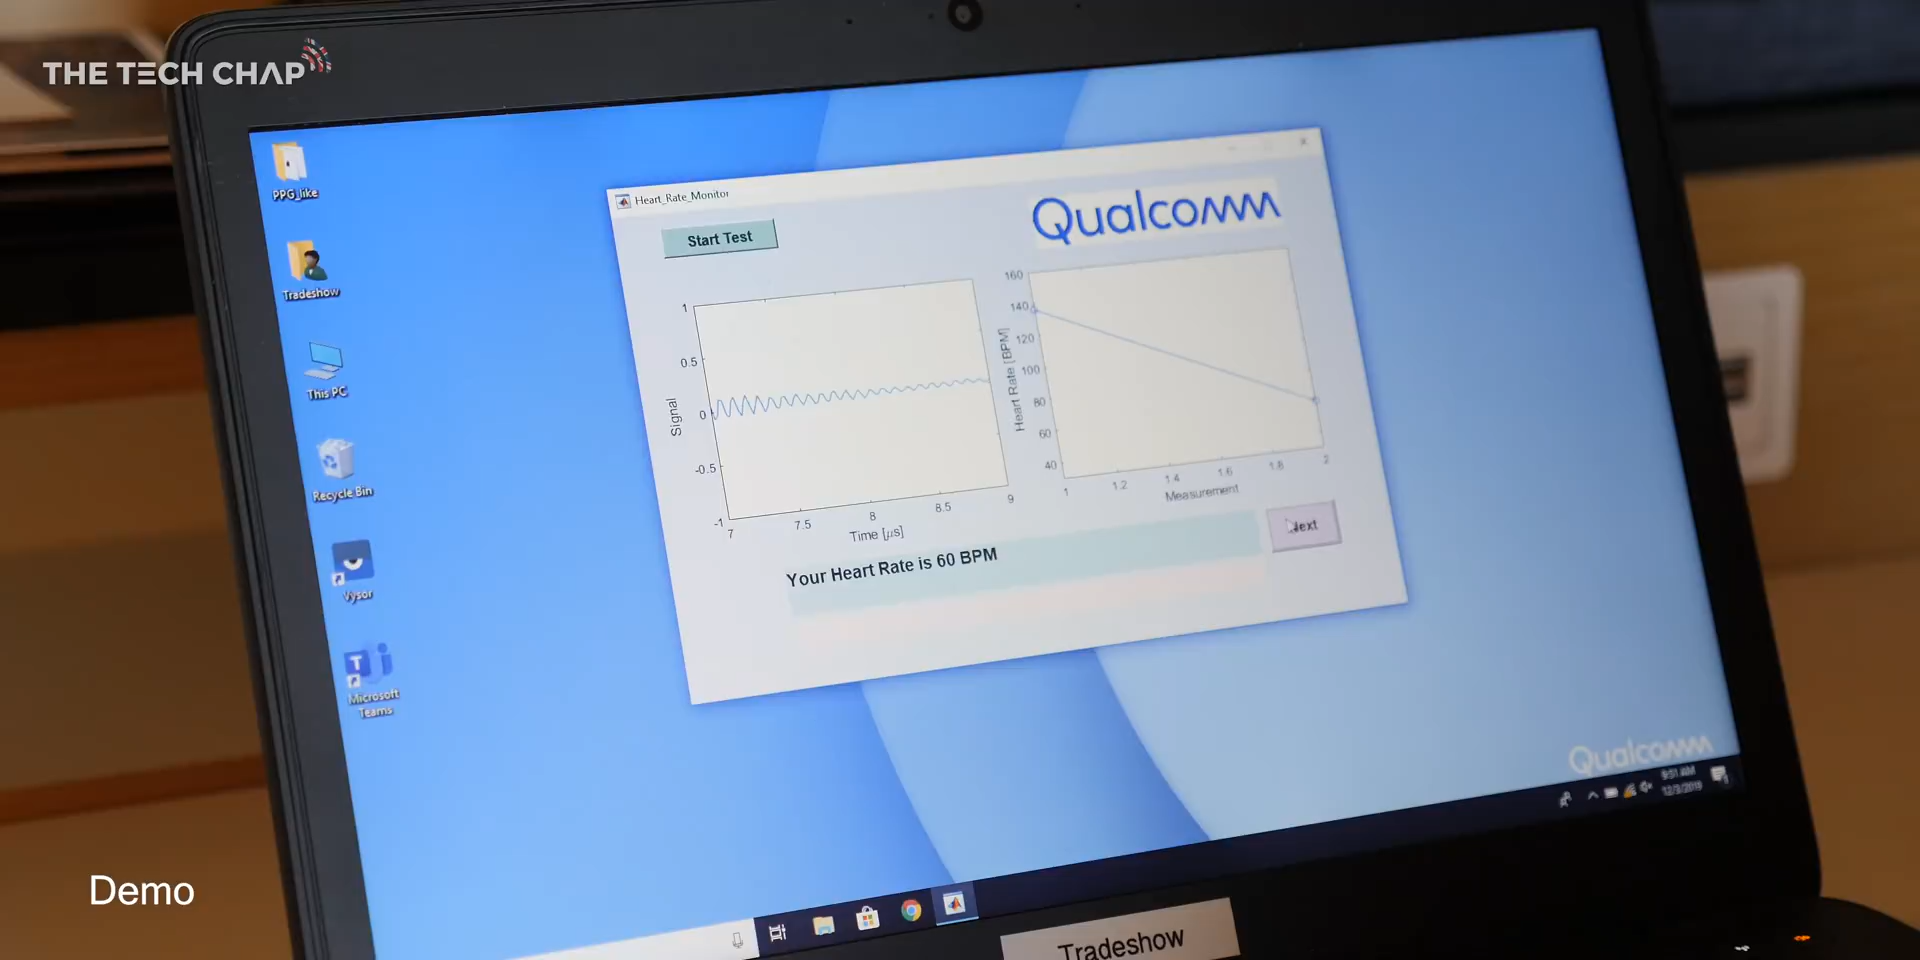 THE TECH CHAP
PPG_like
Tradeshow
This PC
Recycle Bin
Vysor
Microsoft
Teams
Heart_Rate_Monitor
Start Test
Qualcomm
1
0.5
0
-0.5
-1
Signal
7
7.5
8
8.5
9
Time [µs]
160
140
120
100
80
60
40
Heart Rate [BPM]
1
1.2
1.4
1.6
1.8
2
Measurement
Next
Your Heart Rate is 60 BPM
Qualcomm
9:51 AM
12/3/2019
Demo
Tradeshow